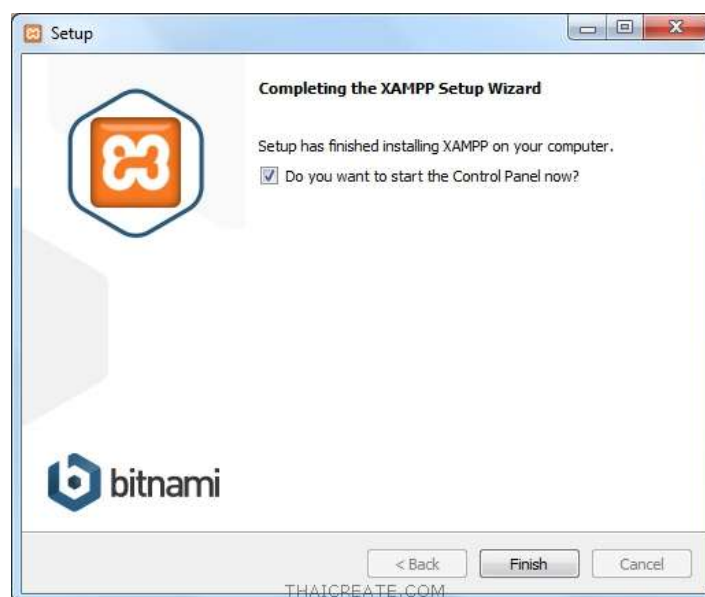 Setup
Completing the XAMPP Setup Wizard
Setup has finished installing XAMPP on your computer.
Do you want to start the Control Panel now?
bitnami
< Back
Finish
Cancel
THAICREATE.COM